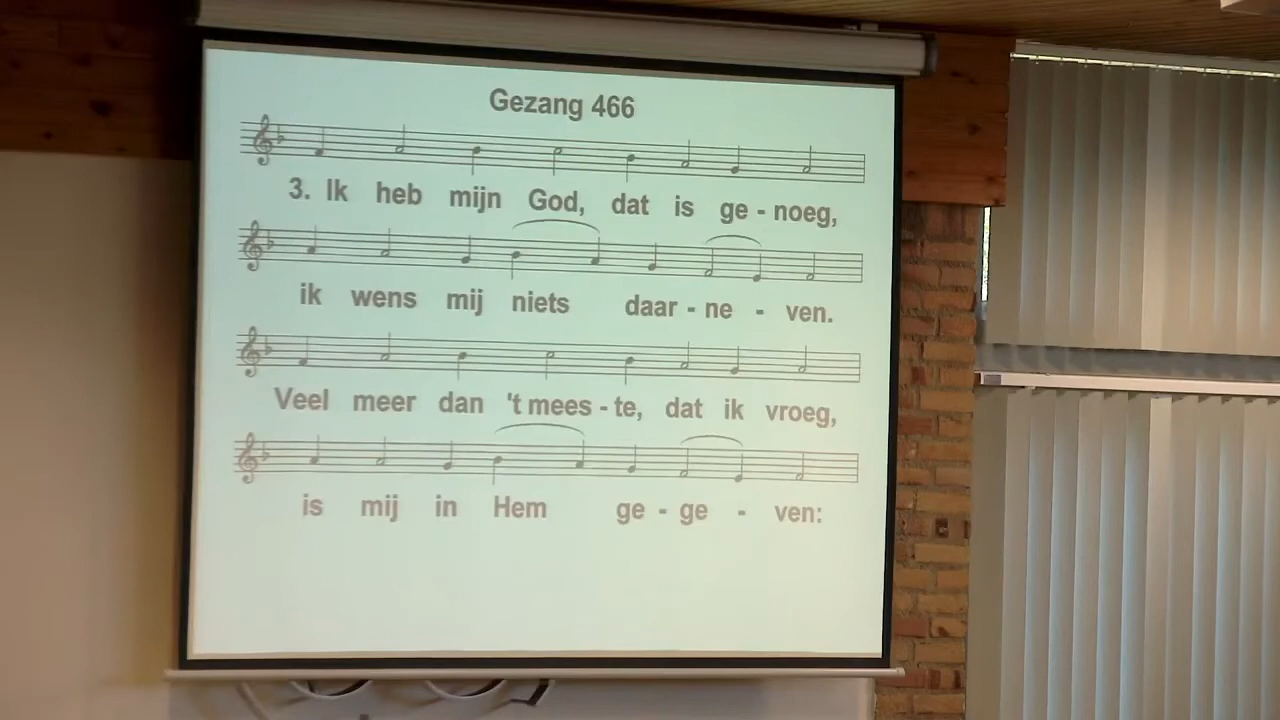 Gezang 466
3. Ik heb mijn God, dat is ge - noeg,
ik wens mij niets daar - ne - ven.
Veel meer dan 't mees - te, dat ik vroeg,
is mij in Hem ge - ge - ven: